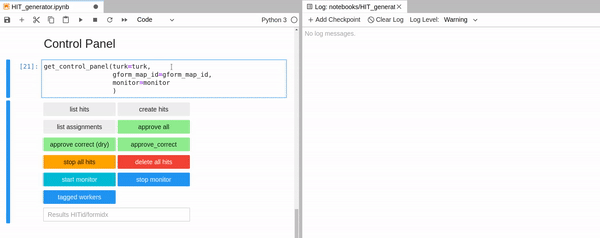 HIT_generator.ipynb
Code
Python 3
Control Panel
[21]:
get_control_panel(turk=turk,
gform_map_id=gform_map_id,
monitor=monitor
)
list hits
create hits
list assignments
approve all
approve correct (dry)
approve_correct
stop all hits
delete all hits
start monitor
stop monitor
tagged workers
Results HITid/formidx
Log: notebooks/HIT_generat
+ Add Checkpoint
Clear Log
Log Level:
Warning
No log messages.